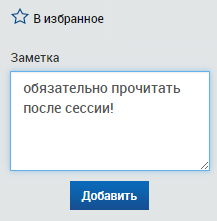 В избранное
Заметка
обязательно прочитать
после сессии!
Добавить